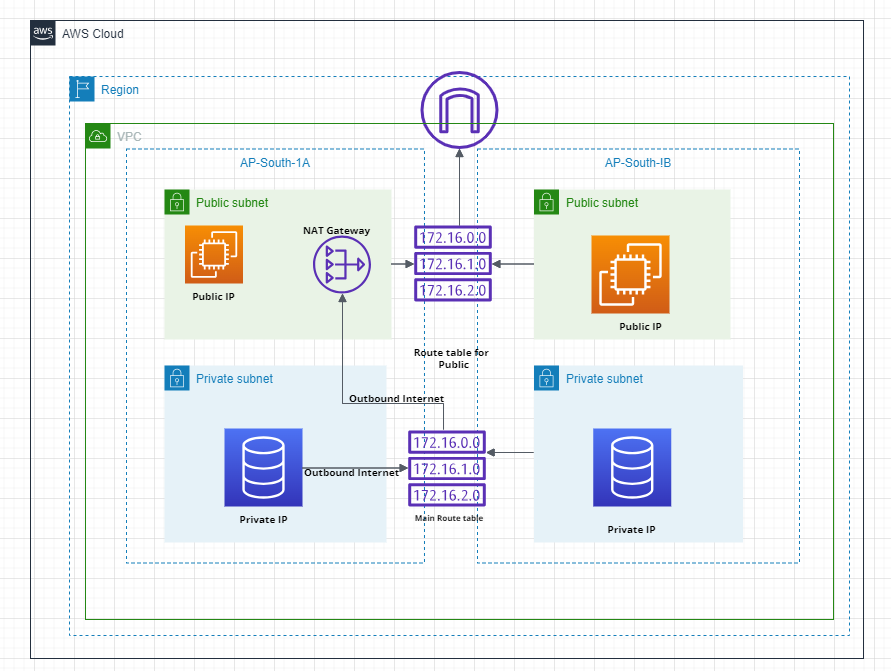 aws
AWS Cloud
Region
VPC
AP-South-1A
AP-South-!B
Public subnet
Public subnet
NAT Gateway
172.16.0.0
172.16.1.0
172.16.2.0
Public IP
Public IP
Route table for
Public
Private subnet
Private subnet
Outbound Internet
172.16.0.0
172.16.1.0
172.16.2.0
Outbound Internet
Private IP
Main Route table
Private IP